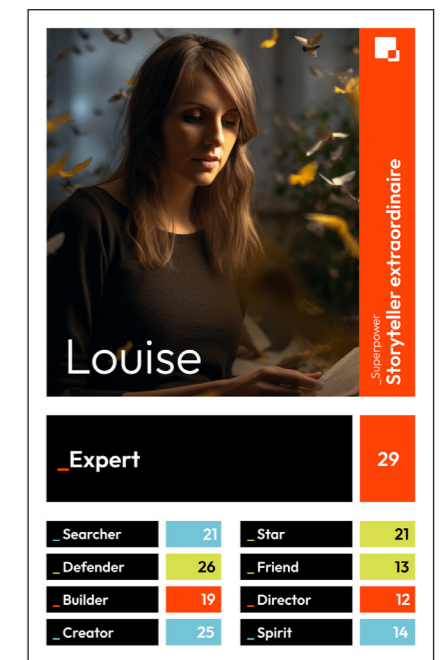 _Superpower
Storyteller extraordinaire
Louise
_Expert 29
_Searcher 21
_Star 21
_Defender 26
_Friend 13
_Builder 19
_Director 12
_Creator 25
_Spirit 14